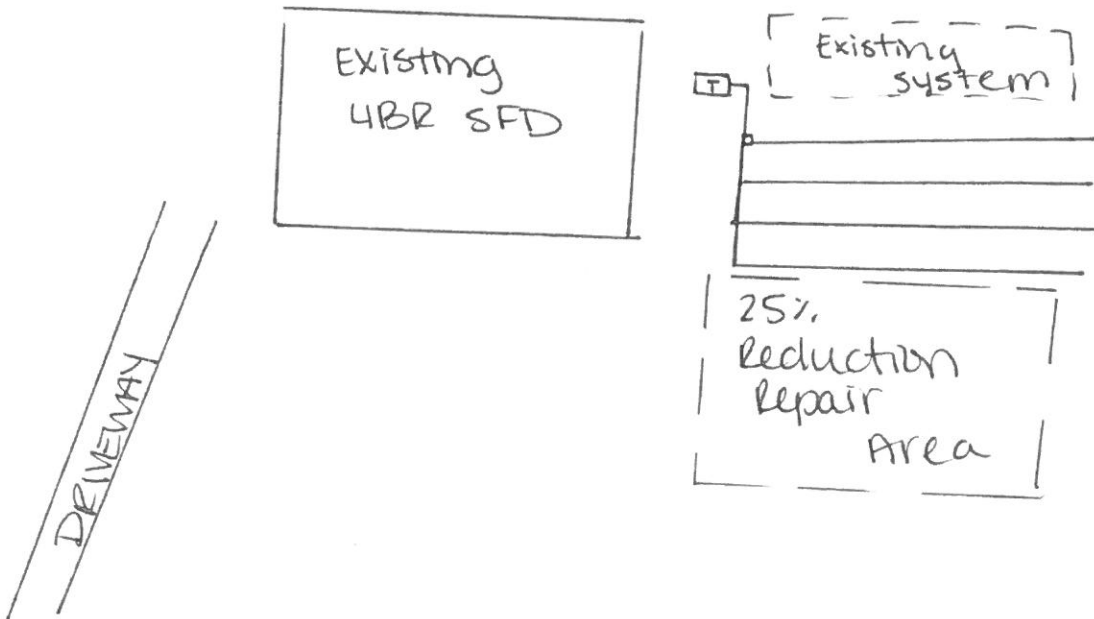 Existing
4BR SFD
Existing
system
T
25%
Reduction
Repair
Area
DRIVEWAY